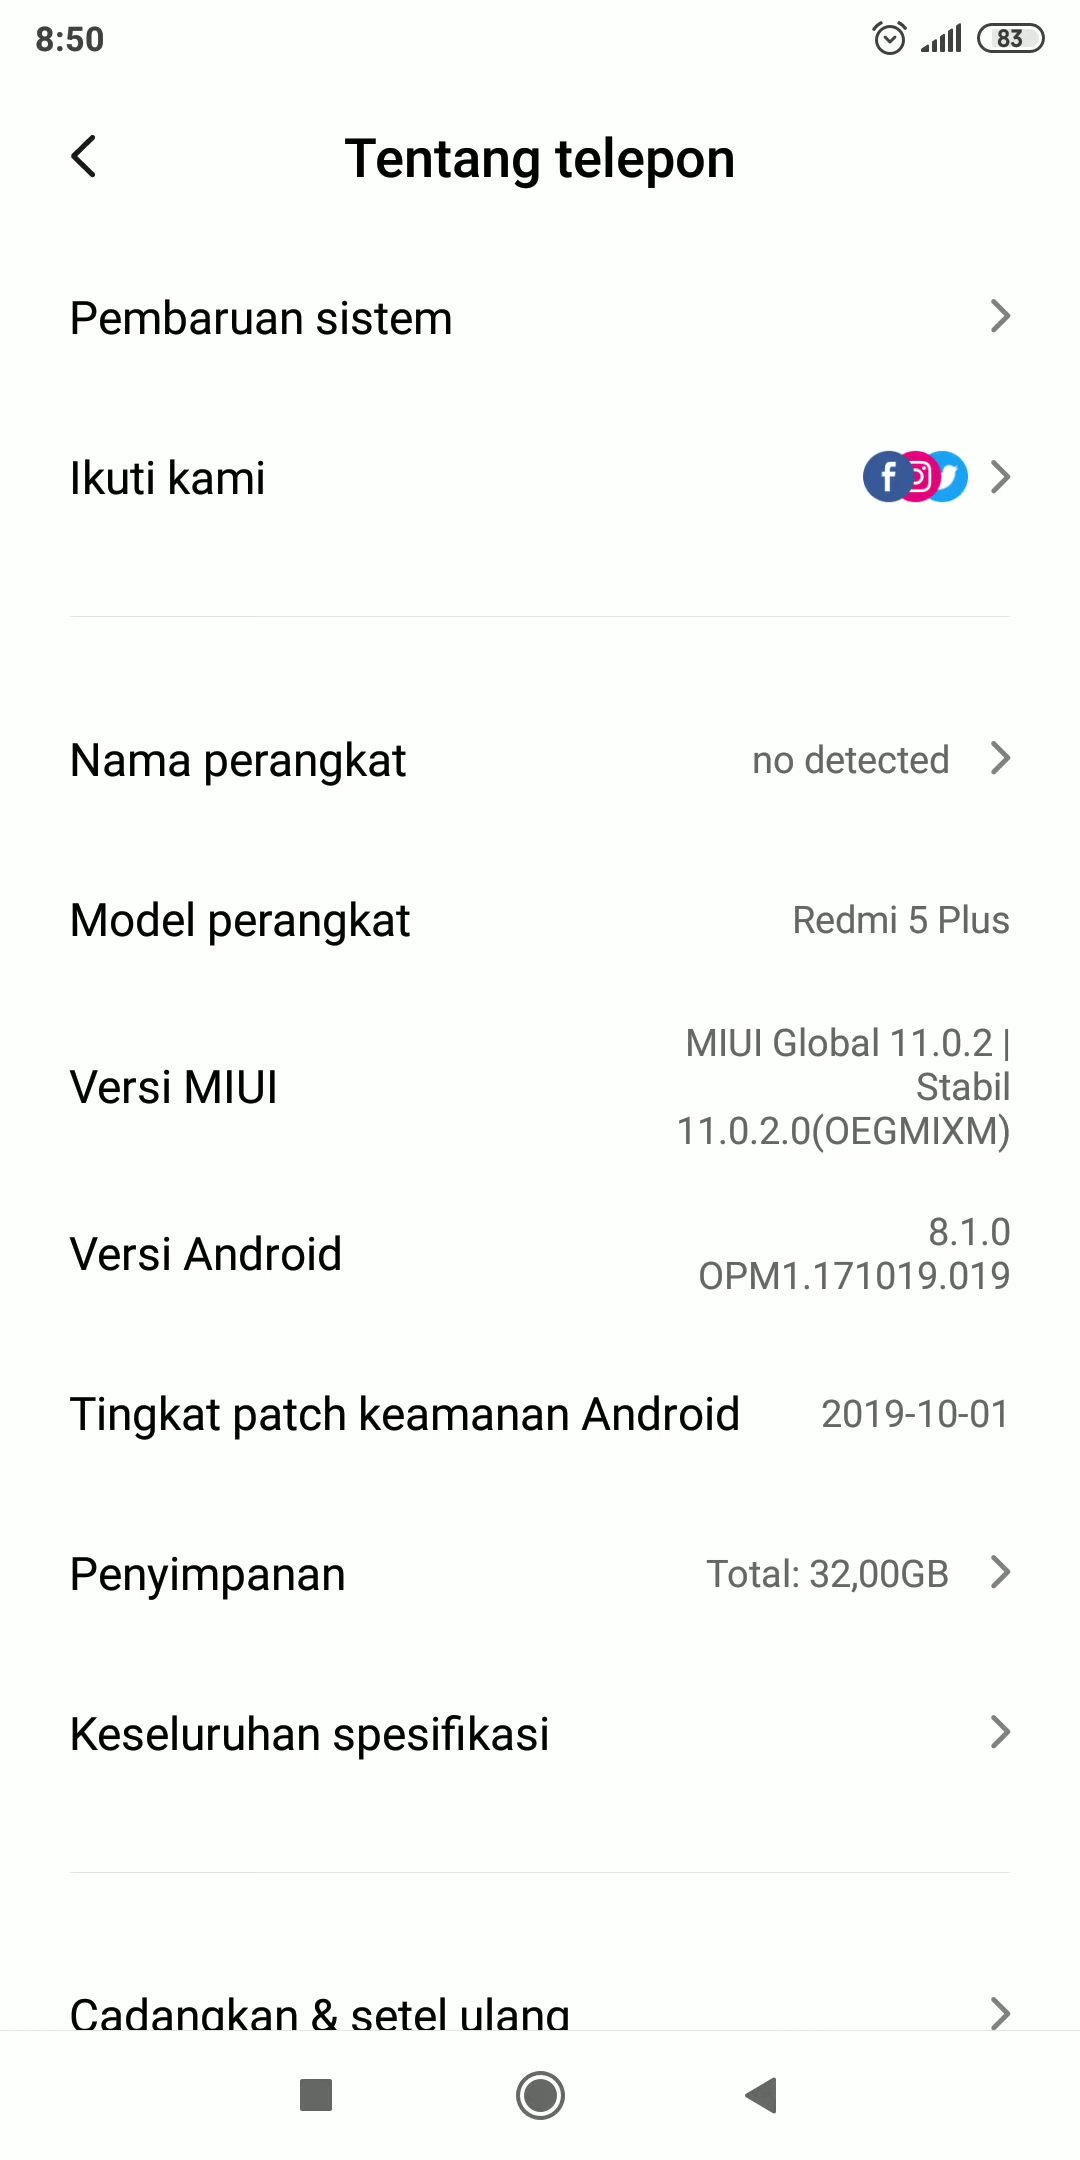 8:50
83
Tentang telepon
Pembaruan sistem
Ikuti kami
Nama perangkat no detected
Model perangkat Redmi 5 Plus
Versi MIUI
MIUI Global 11.0.2 |
Stabil
11.0.2.0(OEGMIXM)
Versi Android
8.1.0
OPM1.171019.019
Tingkat patch keamanan Android 2019-10-01
Penyimpanan Total: 32,00GB
Keseluruhan spesifikasi
Cadangkan & setel ulang